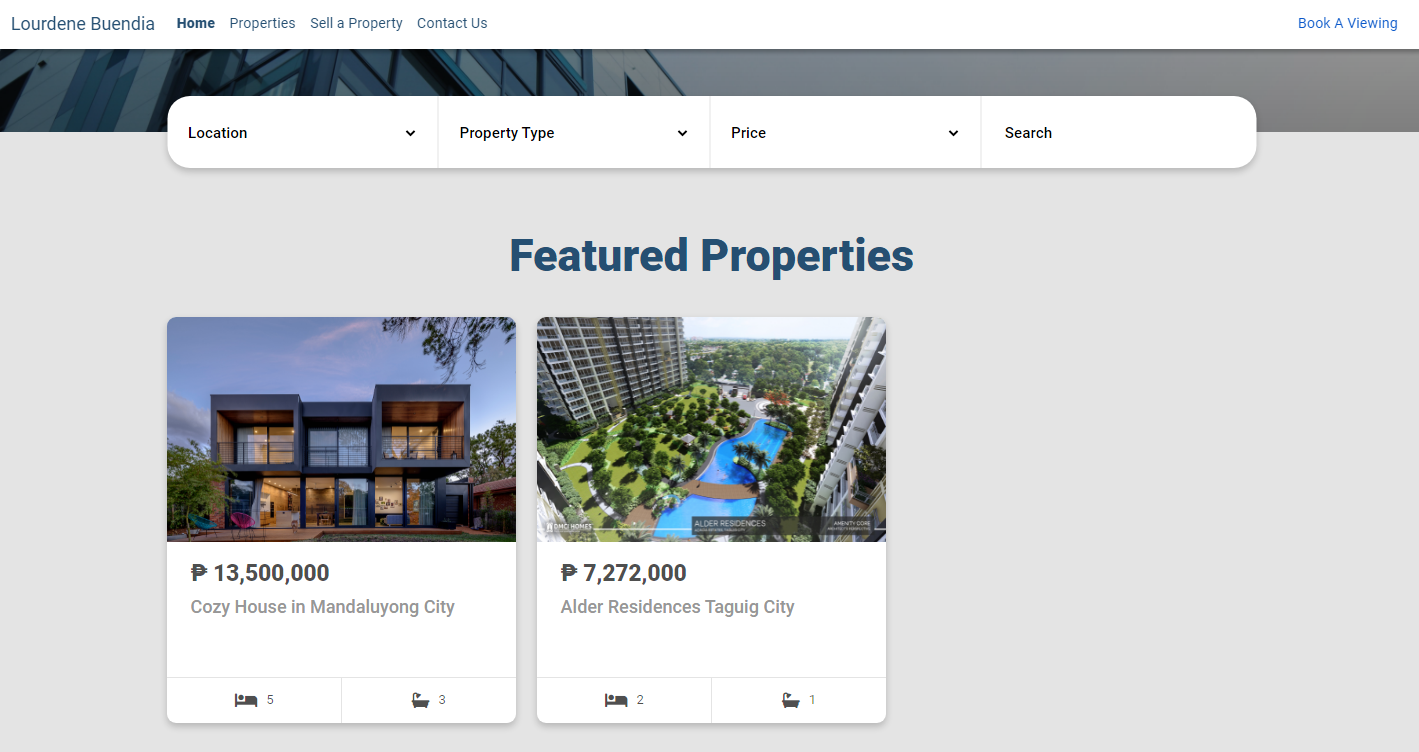 Lourdene Buendia Home Properties Sell a Property Contact Us Book A Viewing
Location Property Type Price Search
Featured Properties
DMCI HOMES
ALDER RESIDENCES
AMENITY CORE
₱ 13,500,000
Cozy House in Mandaluyong City
5 3
₱ 7,272,000
Alder Residences Taguig City
2 1